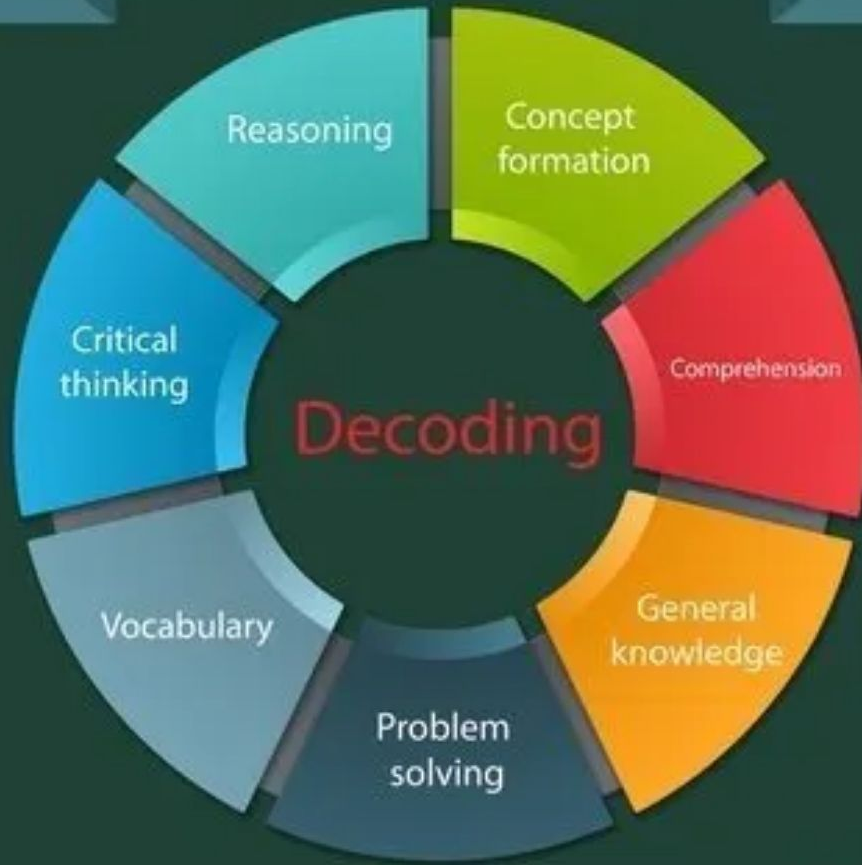 Reasoning
Concept
formation
Comprehension
General
knowledge
Problem
solving
Vocabulary
Critical
thinking
Decoding